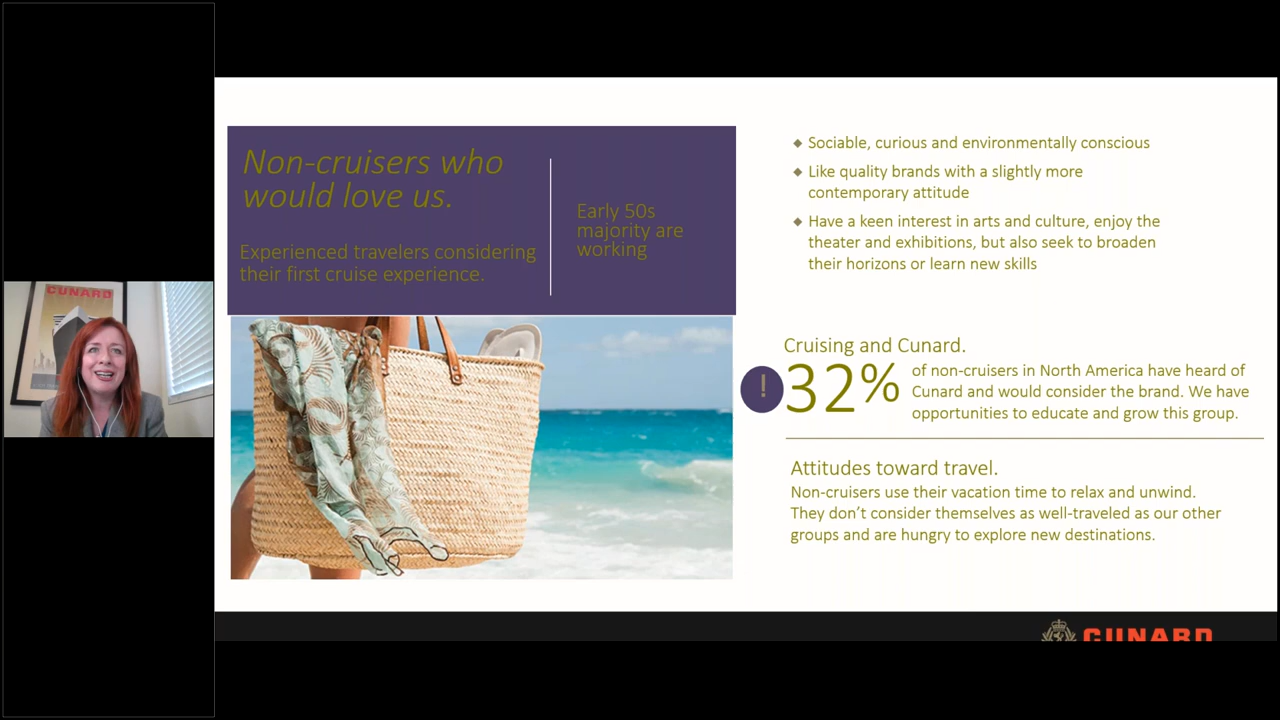 CUNARD
Non-cruisers who
would love us.
Experienced travelers considering
their first cruise experience.
Early 50s
majority are
working
◆ Sociable, curious and environmentally conscious
◆ Like quality brands with a slightly more
contemporary attitude
◆ Have a keen interest in arts and culture, enjoy the
theater and exhibitions, but also seek to broaden
their horizons or learn new skills
Cruising and Cunard.
!
32%
of non-cruisers in North America have heard of
Cunard and would consider the brand. We have
opportunities to educate and grow this group.
Attitudes toward travel.
Non-cruisers use their vacation time to relax and unwind.
They don’t consider themselves as well-traveled as our other
groups and are hungry to explore new destinations.
CUNARD